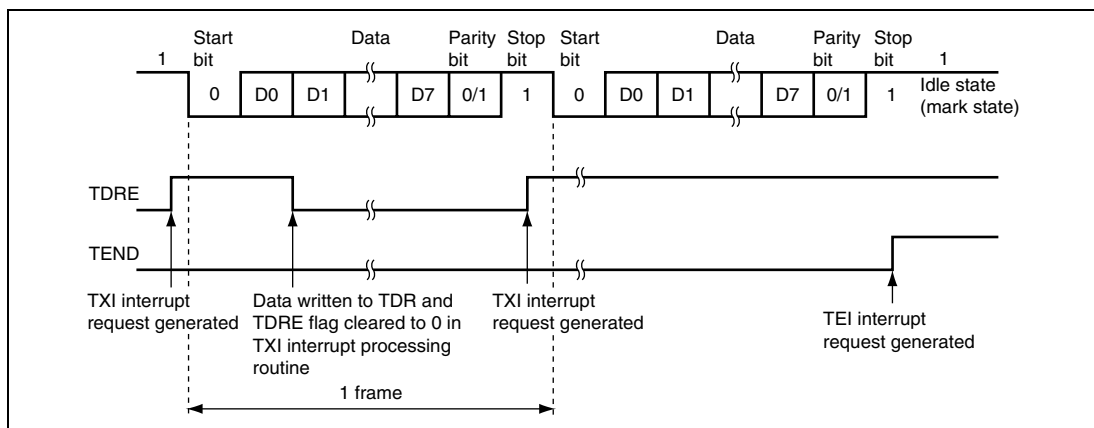 Start bit
Data
Parity bit
Stop bit
Start bit
Data
Parity bit
Stop bit
1
1
0
D0
D1
D7
0/1
1
0
D0
D1
D7
0/1
1
Idle state
(mark state)
TDRE
TEND
TXI interrupt
request generated
Data written to TDR and
TDRE flag cleared to 0 in
TXI interrupt processing
routine
TXI interrupt
request generated
TEI interrupt
request generated
1 frame